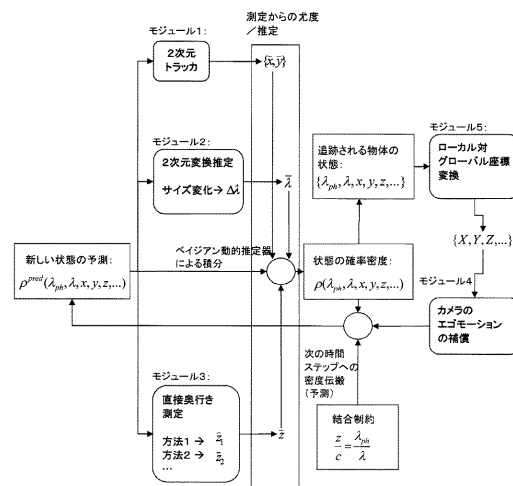 測定からの尤度
／推定
モジュール1:
2次元
トラッカ
{x̄,ȳ}
モジュール2:
2次元変換推定
サイズ変化→ Δλ
λ̄
モジュール5:
ローカル対
グローバル座標
変換
追跡される物体の
状態:
{λph,λ,x,y,z,...}
{X,Y,Z,...}
新しい状態の予測:
ρpred(λph,λ,x,y,z,...)
ベイジアン動的推定器
による積分
状態の確率密度:
ρ(λph,λ,x,y,z,...)
モジュール4
カメラの
エゴモーション
の補償
モジュール3:
直接奥行き
測定
方法1 → z̄1
方法2 → z̄2
...
z̄
次の時間
ステップへの
密度伝搬
(予測)
結合制約
z/c = λph/λ